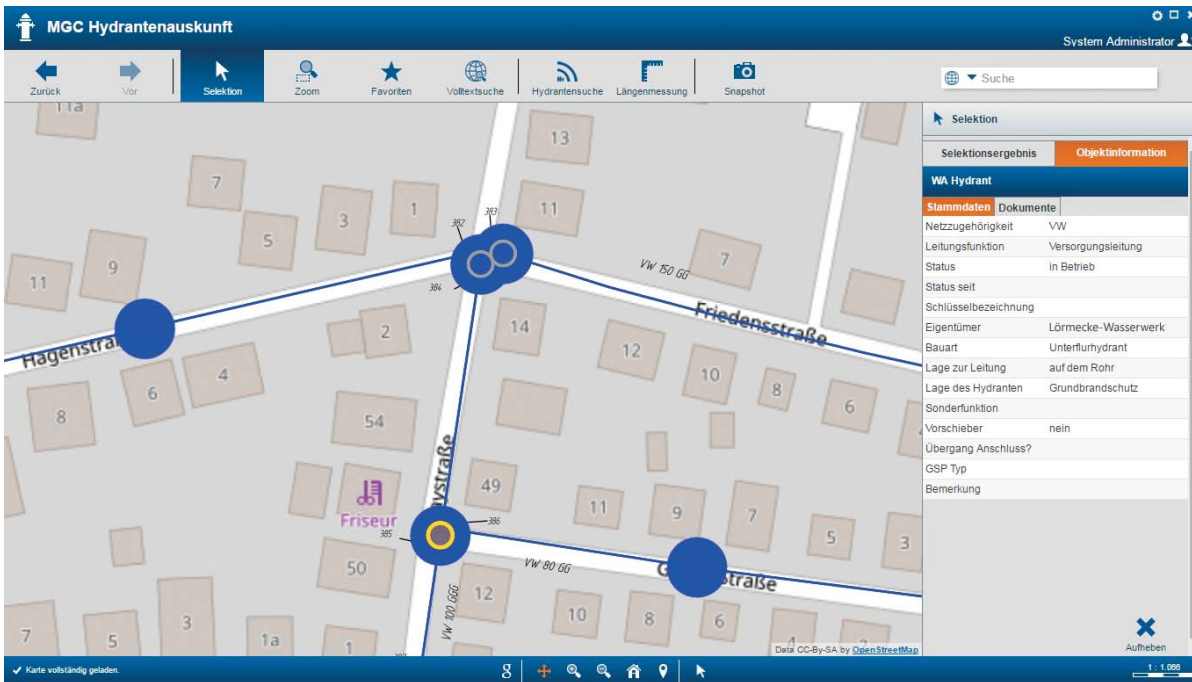 MGC Hydrantenauskunft
System Administrator
Zurück
Vor
Selektion
Zoom
Favoriten
Volltextsuche
Hydrantensuche
Längenmessung
Snapshot
Suche
Selektion
Selektionsergebnis
Objektinformation
WA Hydrant
Stammdaten
Dokumente
Netzzugehörigkeit VW
Leitungsfunktion Versorgungsleitung
Status in Betrieb
Status seit
Schlüsselbezeichnung
Eigentümer Lörmecke-Wasserwerk
Bauart Unterflurhydrant
Lage zur Leitung auf dem Rohr
Lage des Hydranten Grundbrandschutz
Sonderfunktion
Vorschieber nein
Übergang Anschluss?
GSP Typ
Bemerkung
Aufheben
11a
13
7
3
1
11
5
382
383
9
11
384
VW 150 GG
7
Friedensstraße
2
14
12
10
8
6
4
6
8
54
49
Friseur
385
386
11
9
7
5
3
VW 80 GG
straße
50
VW 100 GGG
12
10
8
6
4
7
5
3
1a
1
Data CC-By-SA by OpenStreetMap
Karte vollständig geladen.
g
1 : 1.066